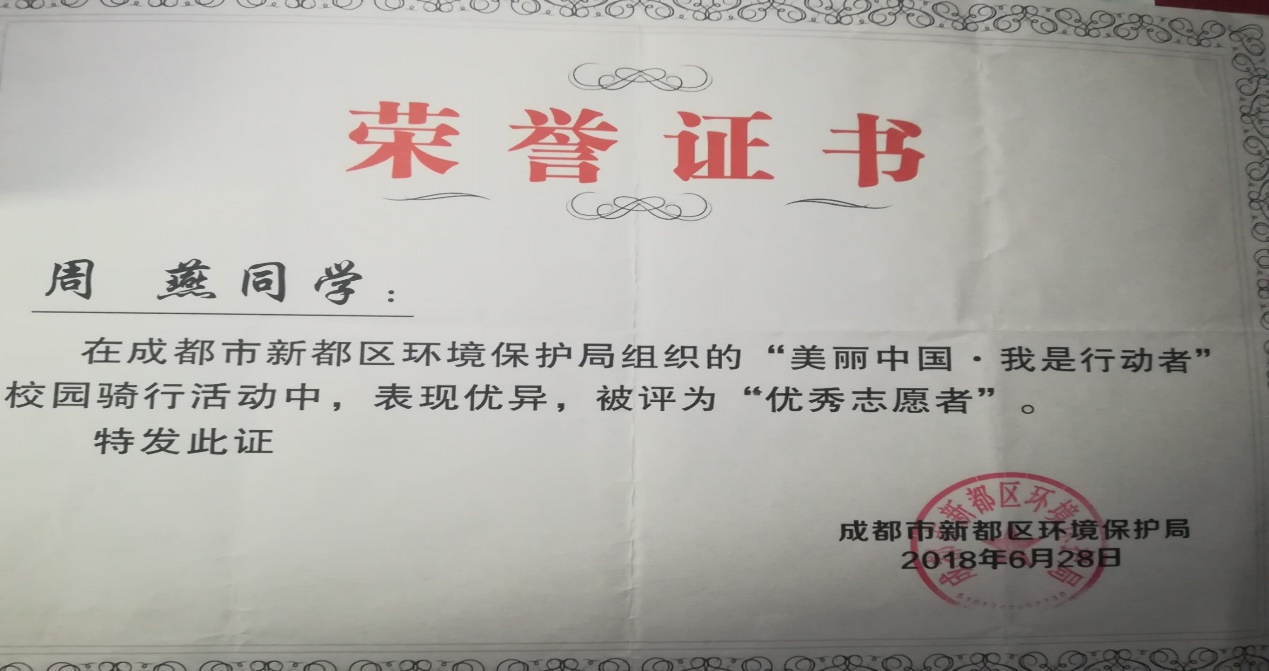 荣誉证书
周 燕同学：
在成都市新都区环境保护局组织的“美丽中国·我是行动者”
校园骑行活动中，表现优异，被评为“优秀志愿者”。
特发此证
成都市新都区环境保护局
2018年6月28日